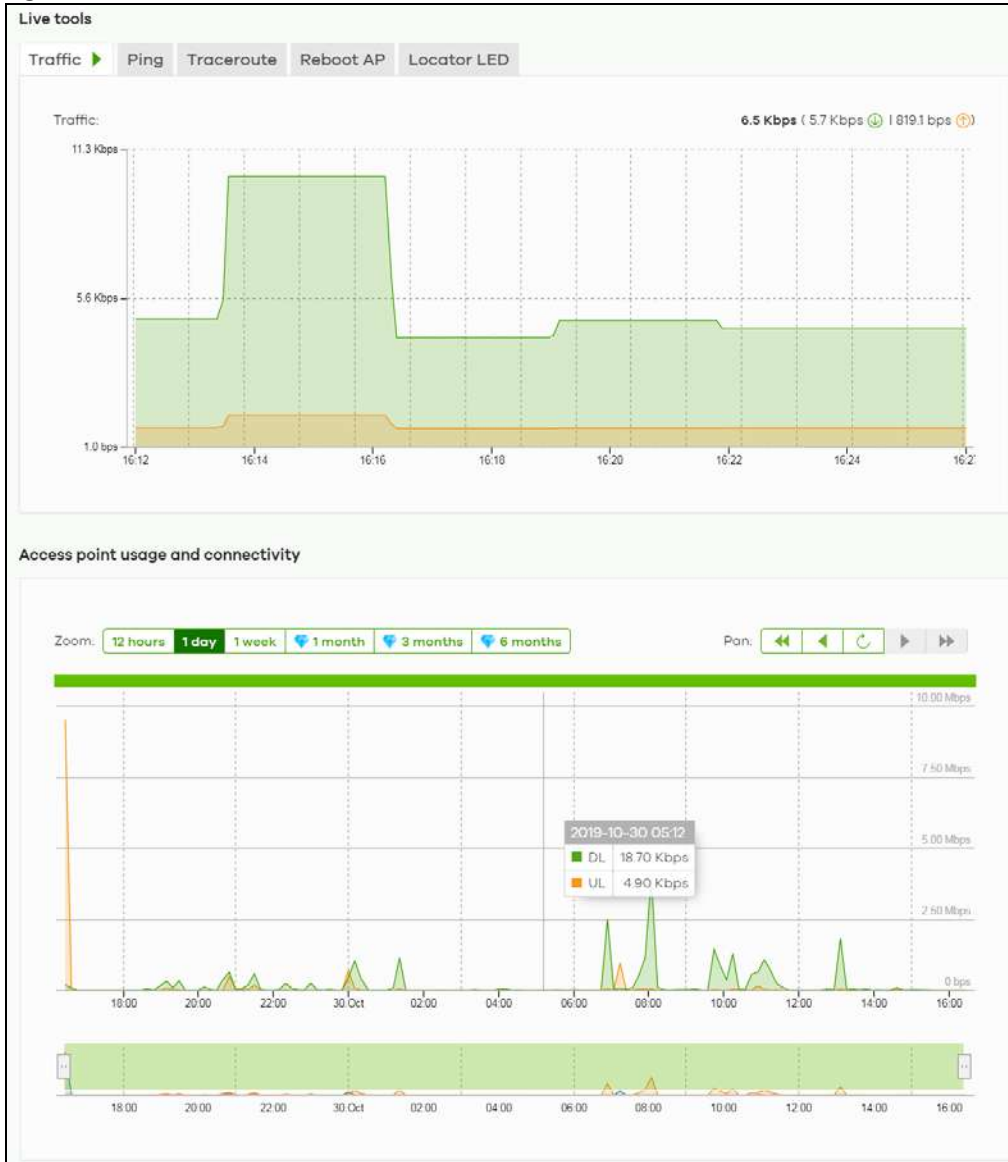 Live tools
Traffic Ping Traceroute Reboot AP Locator LED
Traffic: 6.5 Kbps ( 5.7 Kbps | 819.1 bps )
11.3 Kbps
5.6 Kbps
1.0 bps
16:12 16:14 16:16 16:18 16:20 16:22 16:24 16:2
Access point usage and connectivity
Zoom: 12 hours 1 day 1 week 1 month 3 months 6 months Pan:
10.00 Mbps
7.50 Mbps
5.00 Mbps
2019-10-30 05:12
DL 18.70 Kbps
UL 4.90 Kbps
2.50 Mbps
0 bps
18:00 20:00 22:00 30.Oct 02:00 04:00 06:00 08:00 10:00 12:00 14:00 16:00
18:00 20:00 22:00 30.Oct 02:00 04:00 06:00 08:00 10:00 12:00 14:00 16:00